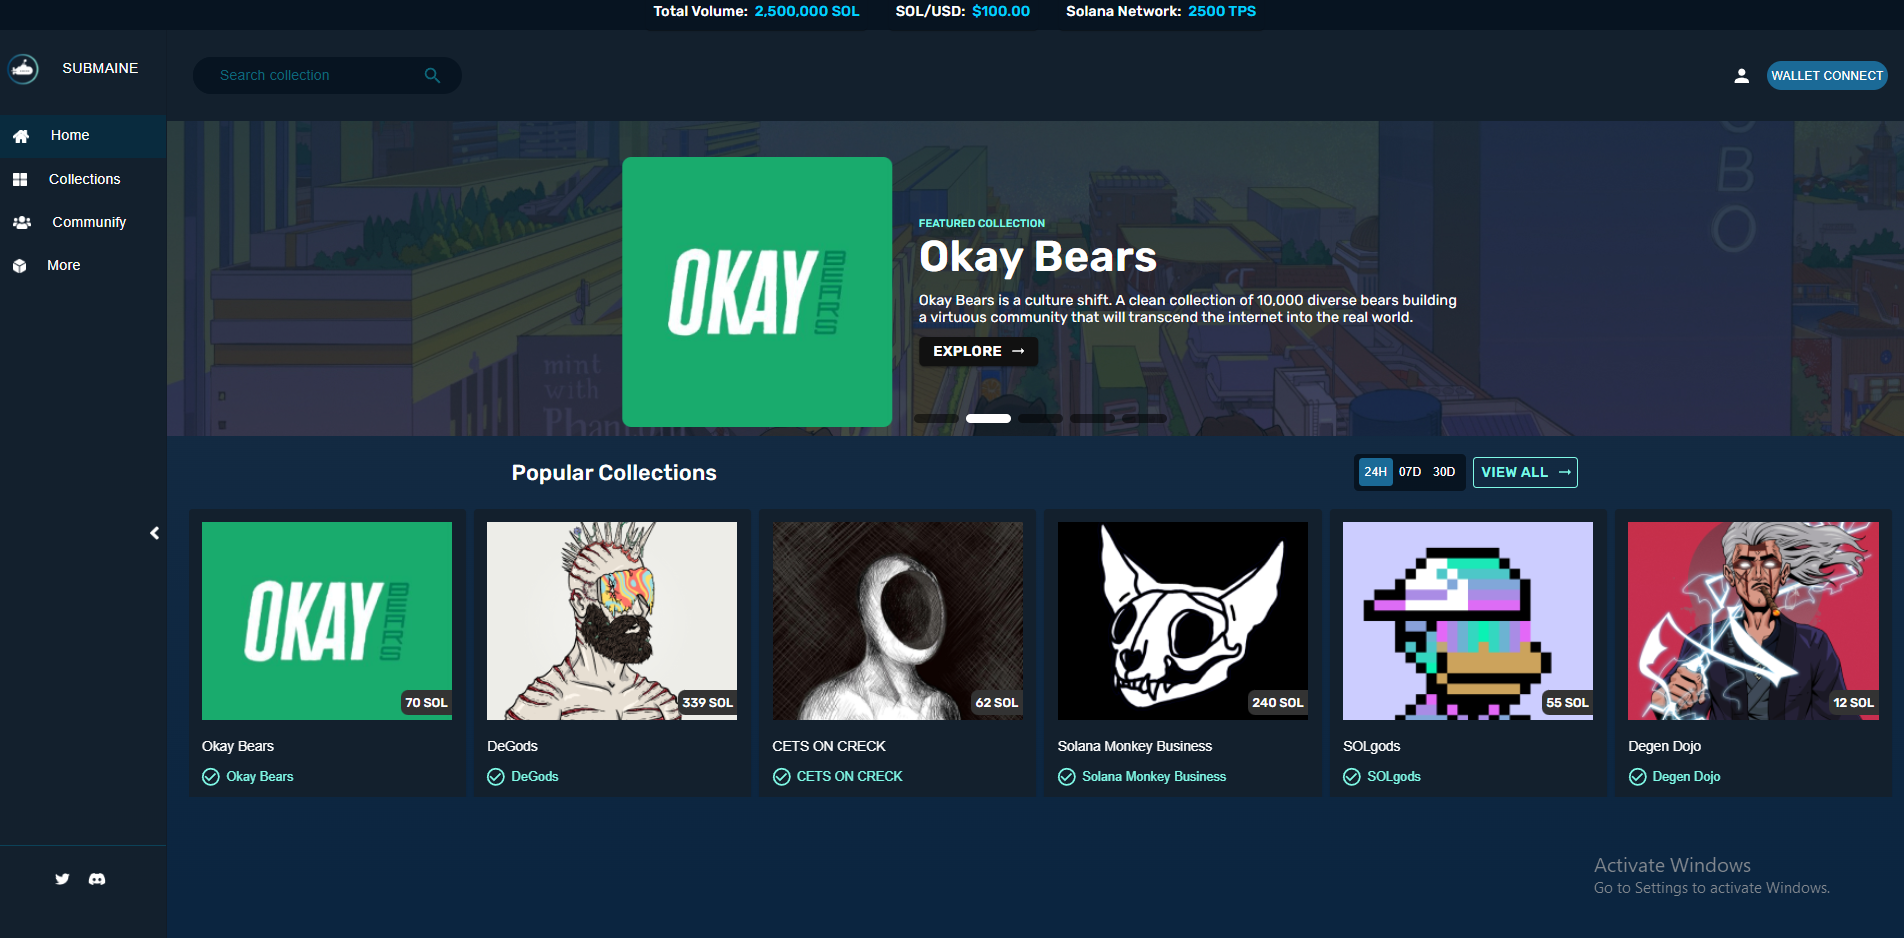 Total Volume: 2,500,000 SOL SOL/USD: $100.00 Solana Network: 2500 TPS
SUBMAINE
Search collection
WALLET CONNECT
Home
Collections
Communify
More
OKAY
BEARS
FEATURED COLLECTION
Okay Bears
Okay Bears is a culture shift. A clean collection of 10,000 diverse bears building
a virtuous community that will transcend the internet into the real world.
EXPLORE →
mint
with
Phantom
B
O
Popular Collections
24H 07D 30D
VIEW ALL →
OKAY
BEARS
70 SOL
339 SOL
62 SOL
240 SOL
55 SOL
12 SOL
Okay Bears
DeGods
CETS ON CRECK
Solana Monkey Business
SOLgods
Degen Dojo
Okay Bears
DeGods
CETS ON CRECK
Solana Monkey Business
SOLgods
Degen Dojo
Activate Windows
Go to Settings to activate Windows.